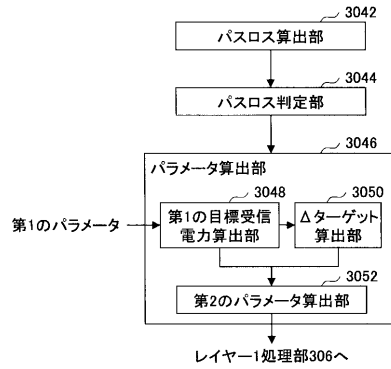 3042
パスロス算出部
3044
パスロス判定部
3046
パラメータ算出部
3048
3050
第1のパラメータ
第1の目標受信
電力算出部
Δターゲット
算出部
3052
第2のパラメータ算出部
レイヤー1処理部306へ